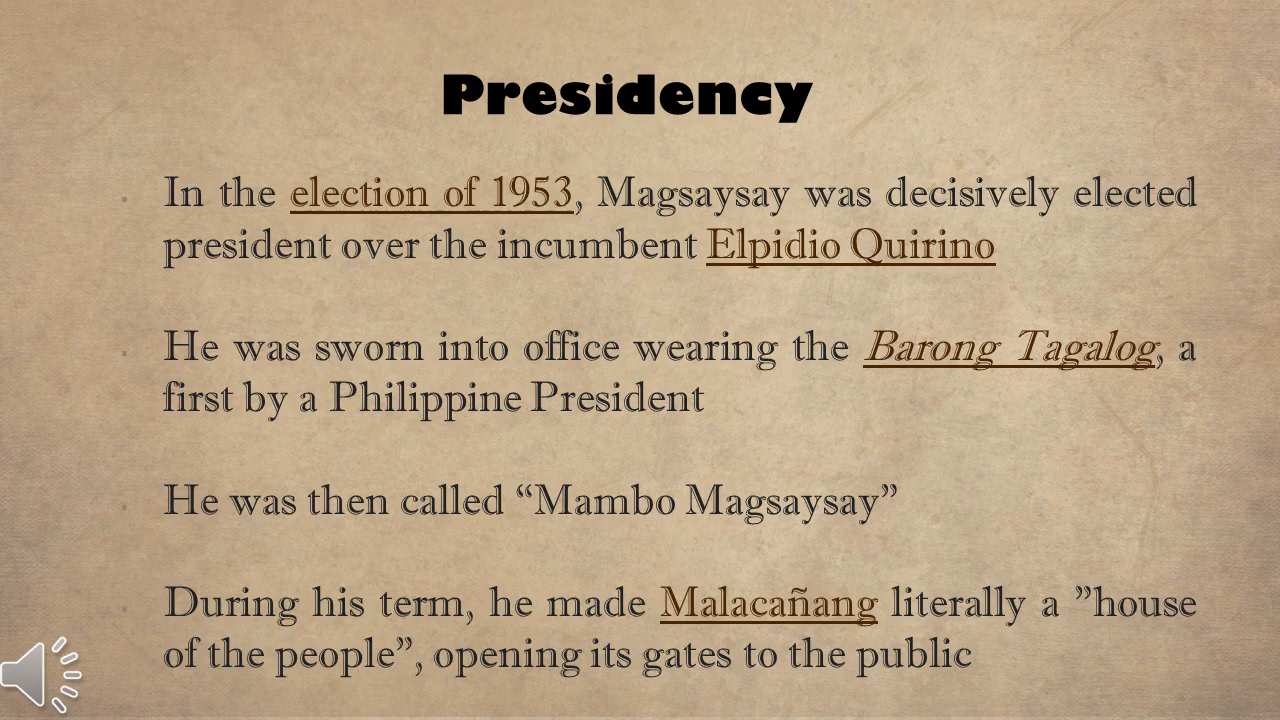 Presidency
▪ In the election of 1953, Magsaysay was decisively elected
president over the incumbent Elpidio Quirino
▪ He was sworn into office wearing the Barong Tagalog, a
first by a Philippine President
▪ He was then called “Mambo Magsaysay”
▪ During his term, he made Malacañang literally a ”house
of the people”, opening its gates to the public